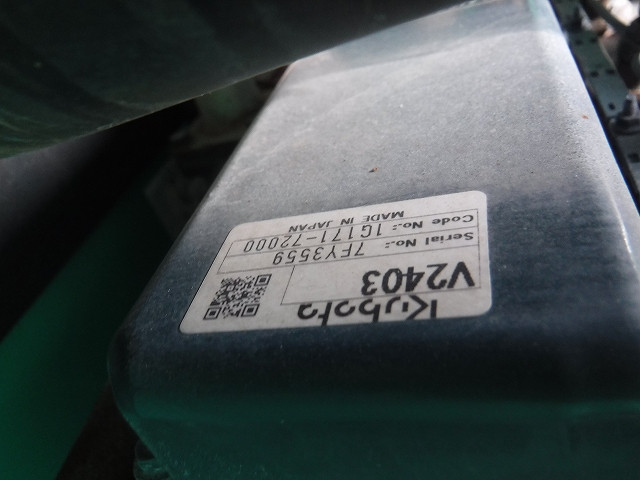 Kubota
V2403
Serial No.: 7FY3559
Code No.: 1G171-72000
MADE IN JAPAN